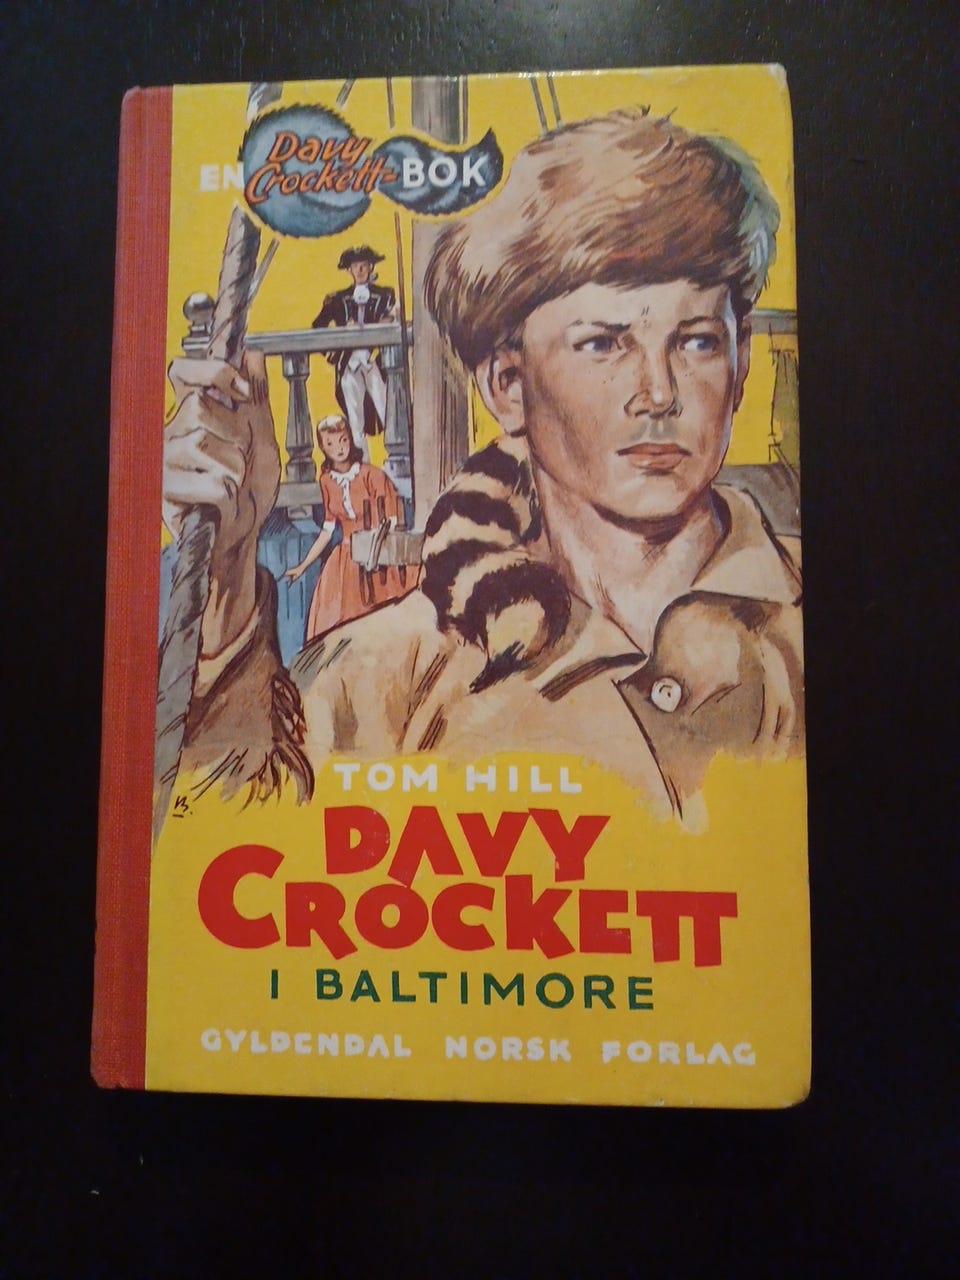 Davy
EN Crockett-BOK
TOM HILL
DAVY
CROCKETT
I BALTIMORE
GYLDENDAL NORSK FORLAG